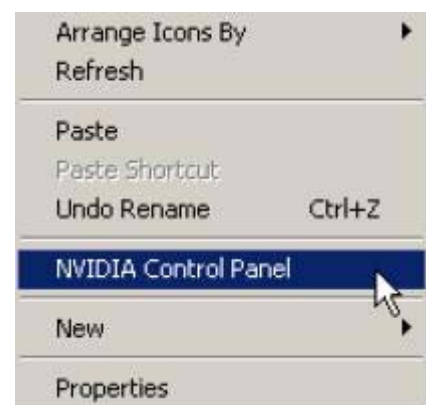 Arrange Icons By
Refresh
Paste
Paste Shortcut
Undo Rename Ctrl+Z
NVIDIA Control Panel
New
Properties